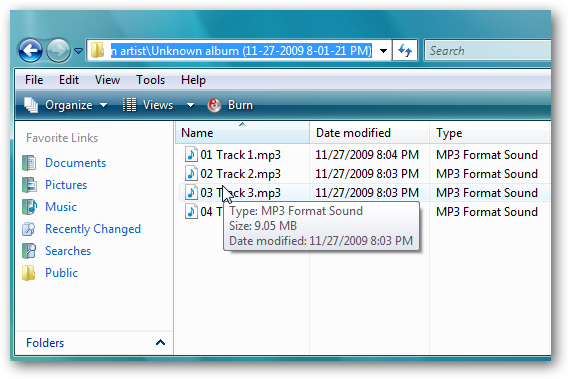 n artist\Unknown album (11-27-2009 8-01-21 PM)
Search
File Edit View Tools Help
Organize Views Burn
Favorite Links
Documents
Pictures
Music
Recently Changed
Searches
Public
Folders
Name Date modified Type
01 Track 1.mp3 11/27/2009 8:04 PM MP3 Format Sound
02 Track 2.mp3 11/27/2009 8:03 PM MP3 Format Sound
03 Track 3.mp3 11/27/2009 8:03 PM MP3 Format Sound
04 T 11/27/2009 8:03 PM MP3 Format Sound
Type: MP3 Format Sound
Size: 9.05 MB
Date modified: 11/27/2009 8:03 PM